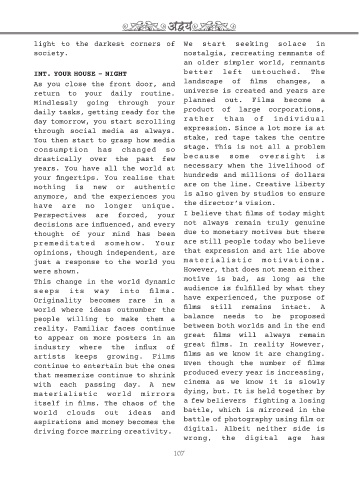 अद्वय
light to the darkest corners of
society.
INT. YOUR HOUSE - NIGHT
As you close the front door, and
return to your daily routine.
Mindlessly going through your
daily tasks, getting ready for the
day tomorrow, you start scrolling
through social media as always.
You then start to grasp how media
consumption has changed so
drastically over the past few
years. You have all the world at
your fingertips. You realise that
nothing is new or authentic
anymore, and the experiences you
have are no longer unique.
Perspectives are forced, your
decisions are influenced, and every
thought of your mind has been
premeditated somehow. Your
opinions, though independent, are
just a response to the world you
were shown.
This change in the world dynamic
seeps its way into films.
Originality becomes rare in a
world where ideas outnumber the
people willing to make them a
reality. Familiar faces continue
to appear on more posters in an
industry where the influx of
artists keeps growing. Films
continue to entertain but the ones
that mesmerize continue to shrink
with each passing day. A new
materialistic world mirrors
itself in films. The chaos of the
world clouds out ideas and
aspirations and money becomes the
driving force marring creativity.
We start seeking solace in
nostalgia, recreating remnants of
an older simpler world, remnants
better left untouched. The
landscape of films changes, a
universe is created and years are
planned out. Films become a
product of large corporations,
rather than of individual
expression. Since a lot more is at
stake, red tape takes the centre
stage. This is not all a problem
because some oversight is
necessary when the livelihood of
hundreds and millions of dollars
are on the line. Creative liberty
is also given by studios to ensure
the director's vision.
I believe that films of today might
not always remain truly genuine
due to monetary motives but there
are still people today who believe
that expression and art lie above
materialistic motivations.
However, that does not mean either
motive is bad, as long as the
audience is fulfilled by what they
have experienced, the purpose of
films still remains intact. A
balance needs to be proposed
between both worlds and in the end
great films will always remain
great films. In reality However,
films as we know it are changing.
Even though the number of films
produced every year is increasing,
cinema as we know it is slowly
dying, but. It is held together by
a few believers fighting a losing
battle, which is mirrored in the
battle of photography using film or
digital. Albeit neither side is
wrong, the digital age has
107